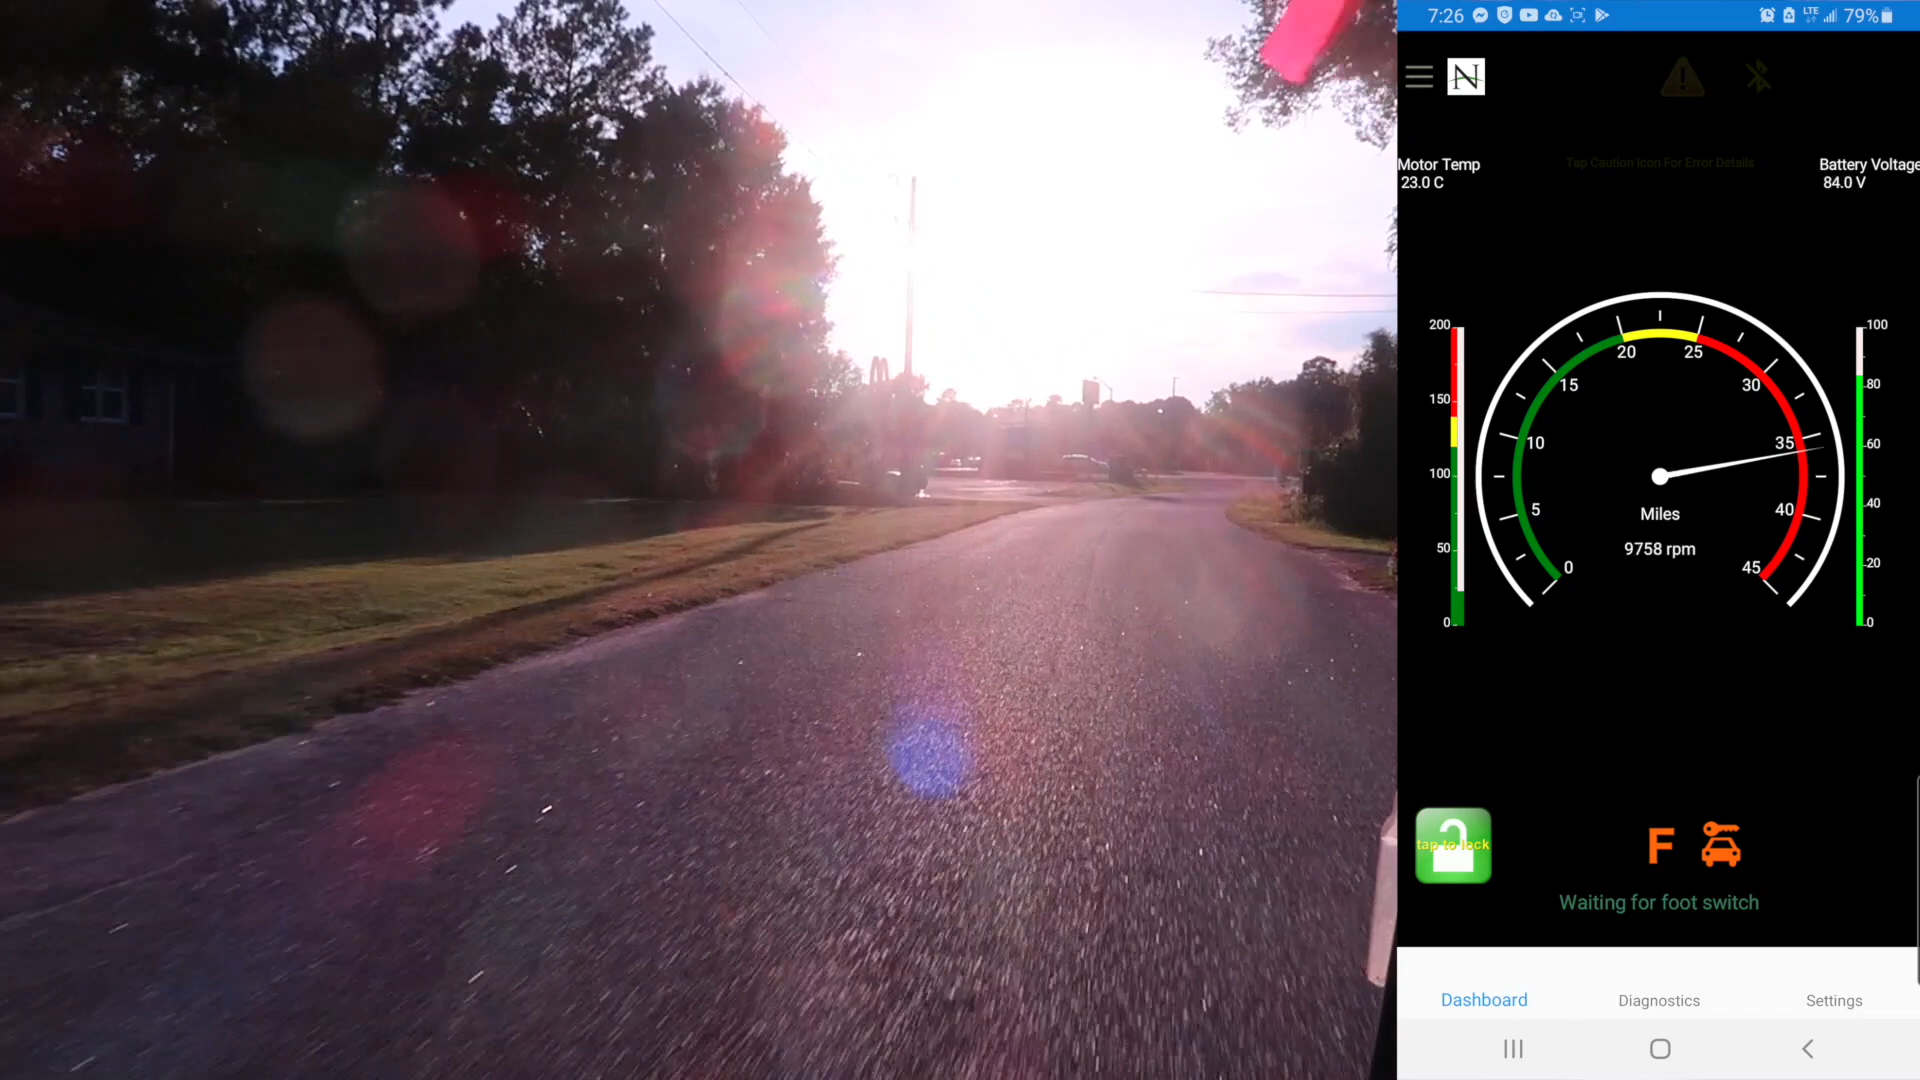 7:26
LTE
79%
N
Motor Temp
23.0 C
Tap Caution Icon For Error Details
Battery Voltage
84.0 V
200
150
100
50
0
0
5
10
15
20
25
30
35
40
45
Miles
9758 rpm
100
80
60
40
20
0
tap to lock
F
Waiting for foot switch
Dashboard
Diagnostics
Settings